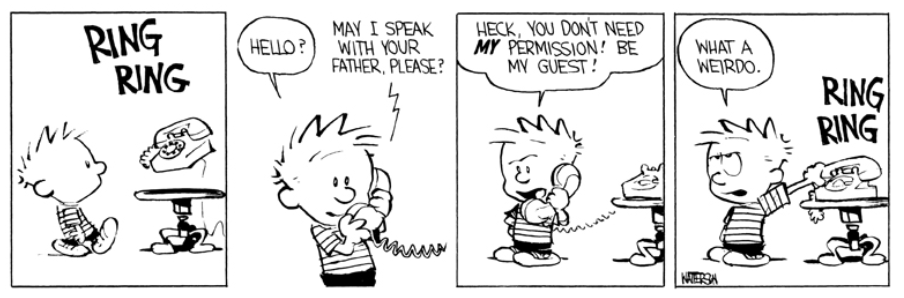 RING
RING
HELLO?
MAY I SPEAK
WITH YOUR
FATHER, PLEASE?
HECK, YOU DON'T NEED
MY PERMISSION! BE
MY GUEST!
WHAT A
WEIRDO.
RING
RING
WATTERSON